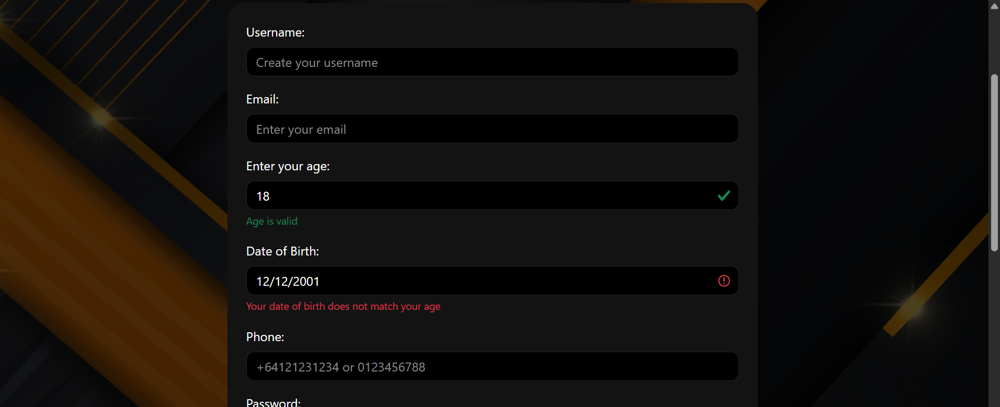 Username:
Create your username
Email:
Enter your email
Enter your age:
18
Age is valid
Date of Birth:
12/12/2001
Your date of birth does not match your age
Phone:
+64121231234 or 0123456788
Password: